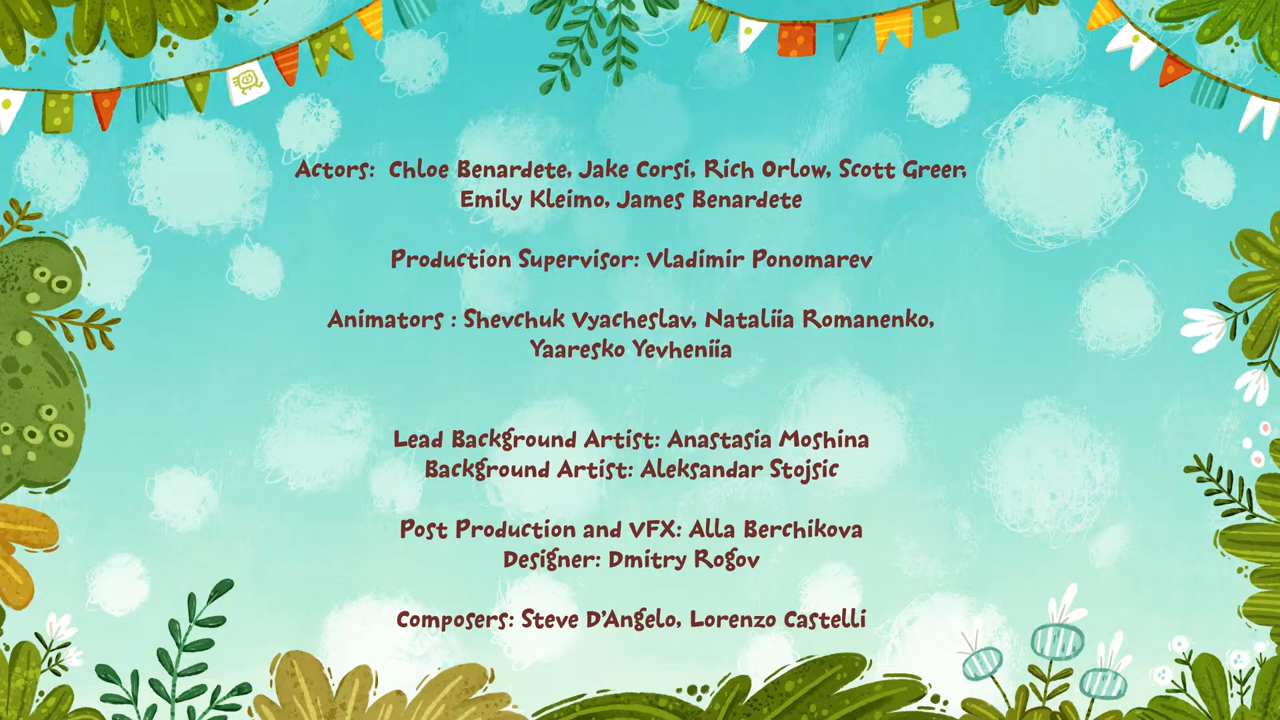 Actors:  Chloe Benardete, Jake Corsi, Rich Orlow, Scott Greer,
Emily Kleimo, James Benardete
Production Supervisor: Vladimir Ponomarev
Animators : Shevchuk Vyacheslav, Nataliia Romanenko,
Yaaresko Yevheniia
Lead Background Artist: Anastasia Moshina
Background Artist: Aleksandar Stojsic
Post Production and VFX: Alla Berchikova
Designer: Dmitry Rogov
Composers: Steve D'Angelo, Lorenzo Castelli